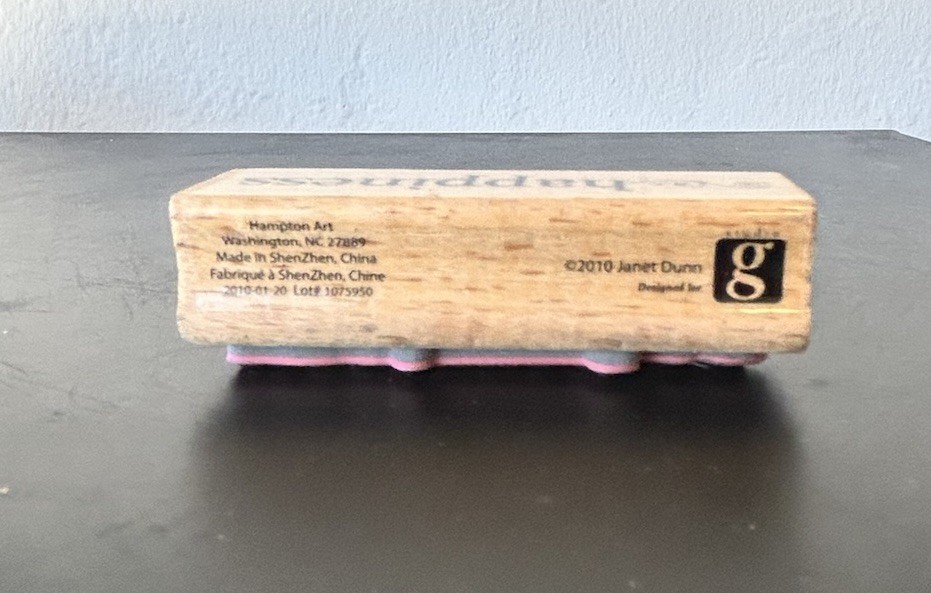 happiness
Hampton Art
Washington, NC 27889
Made in ShenZhen, China
Fabriqué à ShenZhen, Chine
2010-01-20 Lot# 1075950
©2010 Janet Dunn
Designed for
studio
g